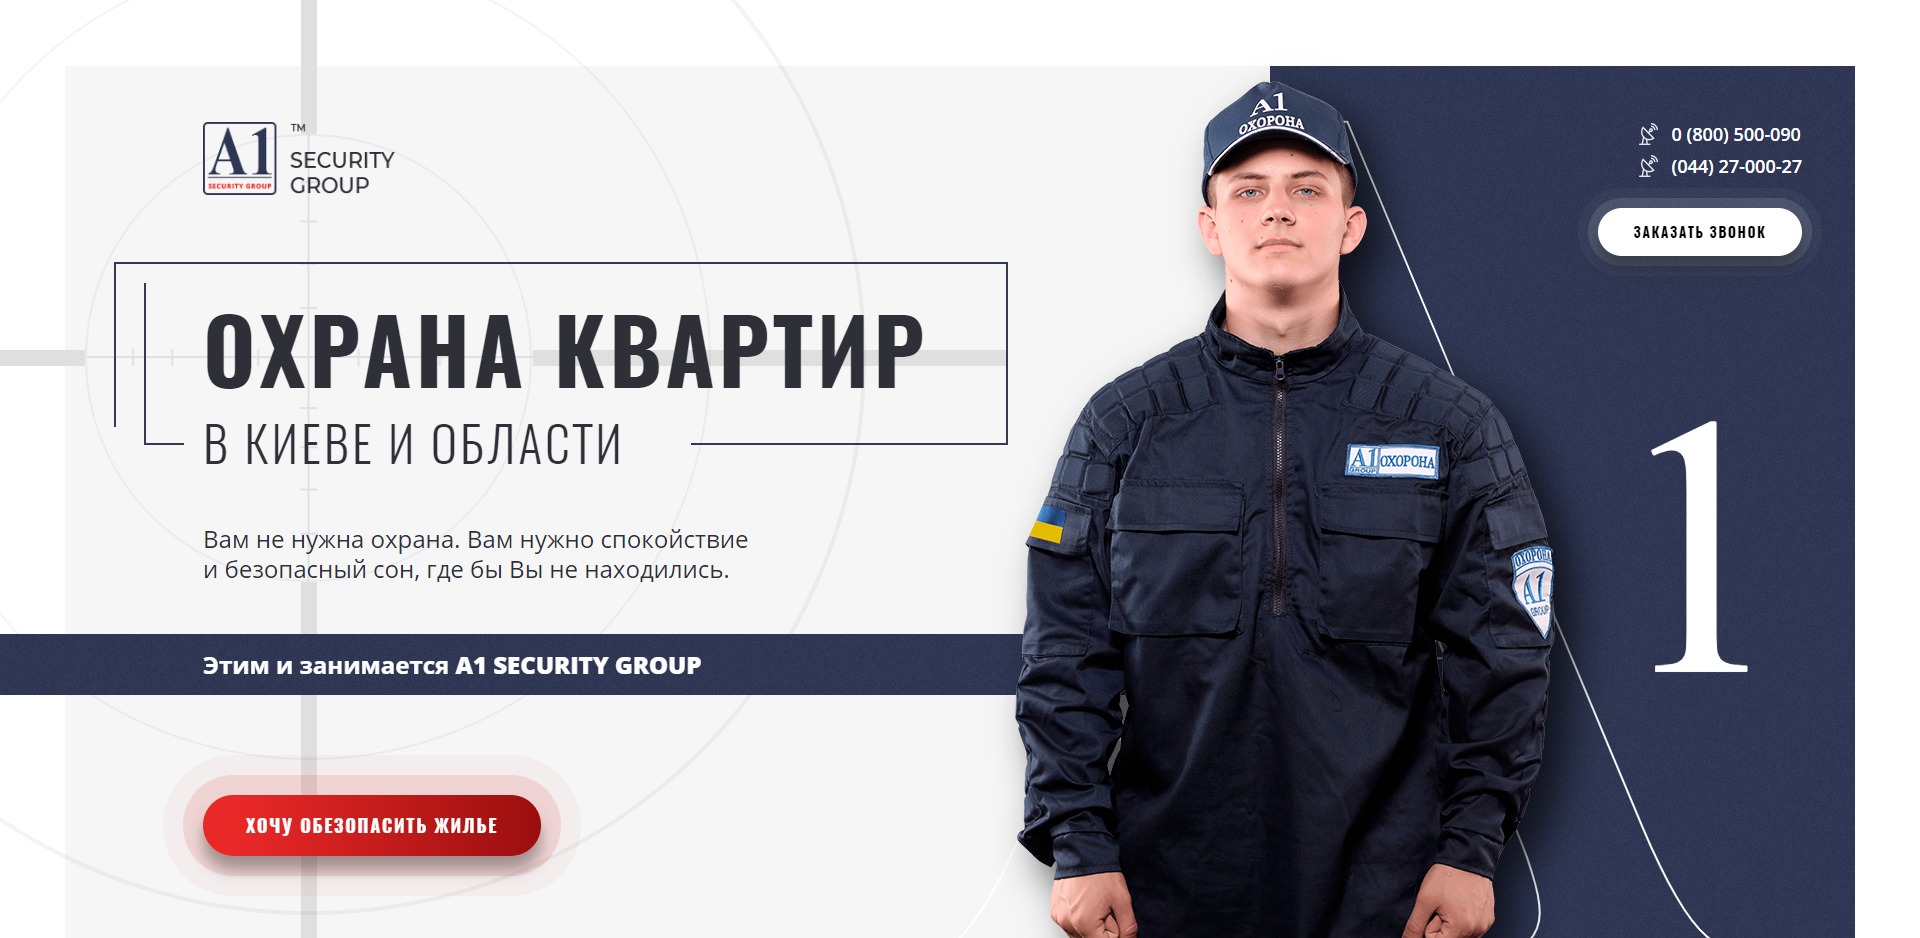 A1
SECURITY GROUP
TM
SECURITY
GROUP
0 (800) 500-090
(044) 27-000-27
ЗАКАЗАТЬ ЗВОНОК
A1
ОХОРОНА
ОХРАНА КВАРТИР
В КИЕВЕ И ОБЛАСТИ
A1
GROUP
ОХОРОНА
Вам не нужна охрана. Вам нужно спокойствие
и безопасный сон, где бы Вы не находились.
ОХОРОНА
A1
GROUP
1
Этим и занимается A1 SECURITY GROUP
ХОЧУ ОБЕЗОПАСИТЬ ЖИЛЬЕ